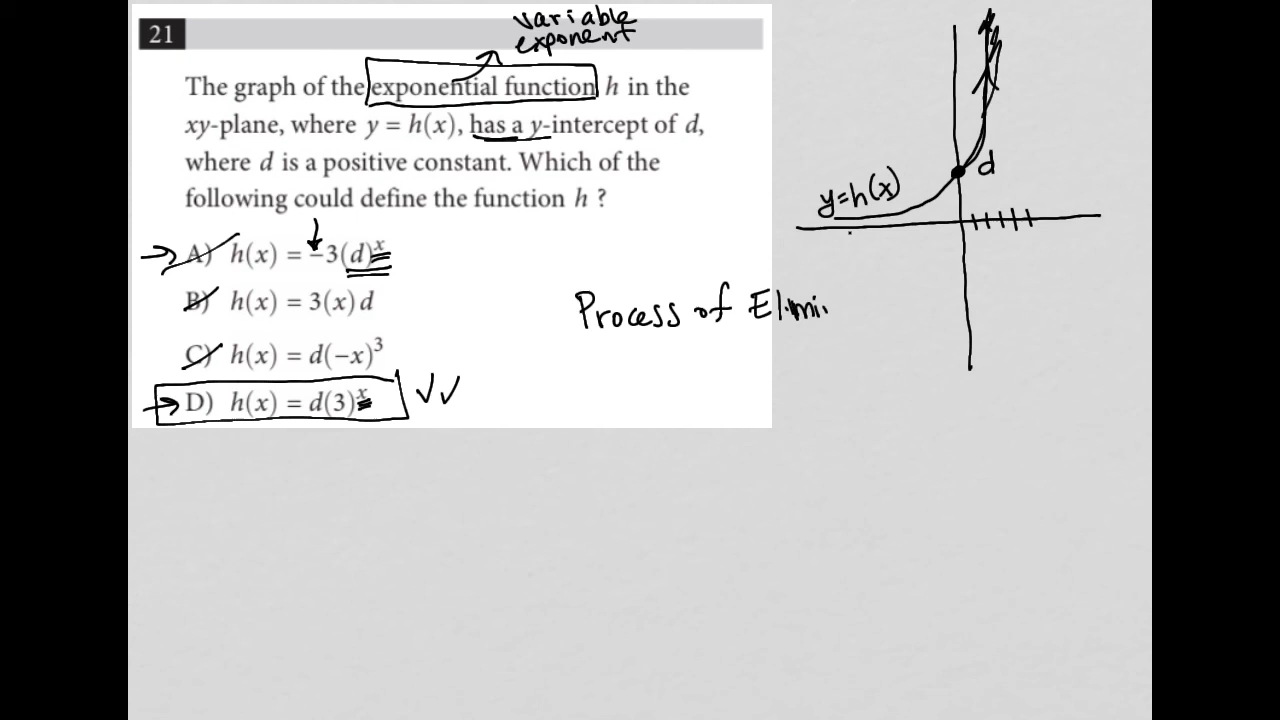 variable
exponent
21
The graph of the exponential function h in the
xy-plane, where y = h(x), has a y-intercept of d,
where d is a positive constant. Which of the
following could define the function h ?
A) h(x) = −3(d)ˣ
B) h(x) = 3(x)d
C) h(x) = d(−x)³
D) h(x) = d(3)ˣ
y=h(x)
d
Process of Elimi